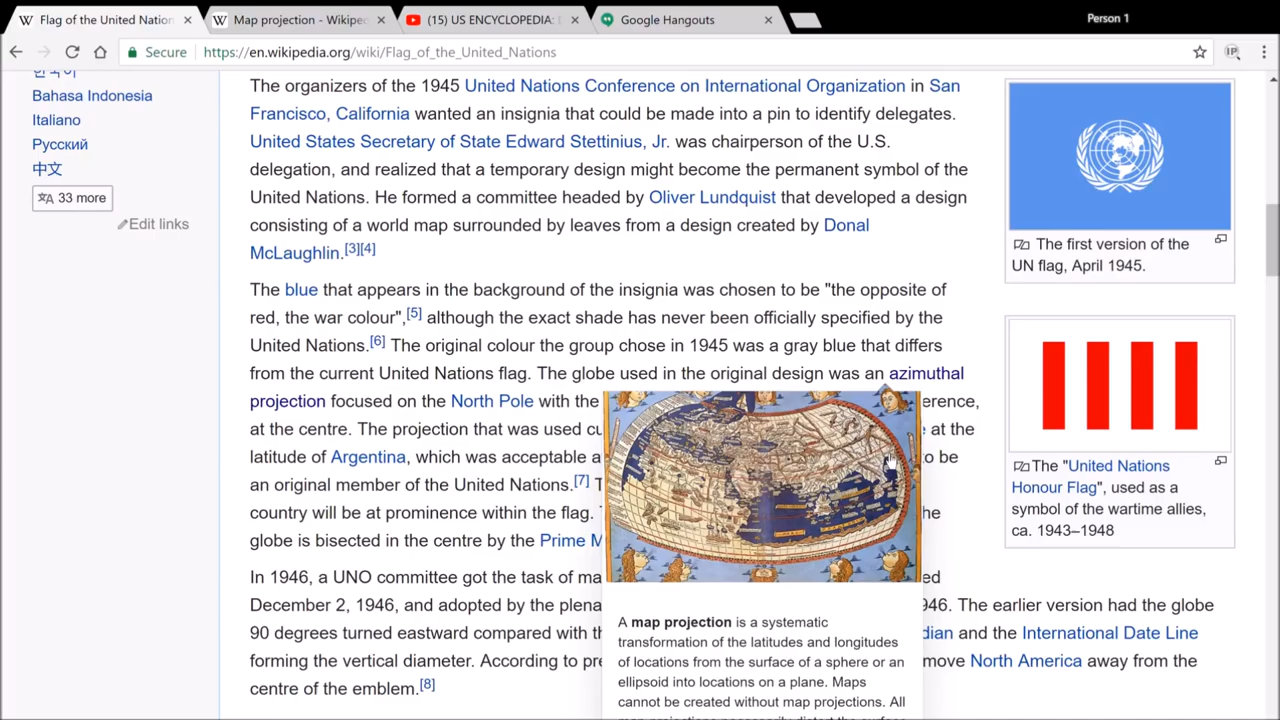 Flag of the United Nation
Map projection - Wikiped
(15) US ENCYCLOPEDIA: D
Google Hangouts
Person 1
Secure
https://en.wikipedia.org/wiki/Flag_of_the_United_Nations
IP
한국어
Bahasa Indonesia
Italiano
Русский
中文
33 more
Edit links
The organizers of the 1945 United Nations Conference on International Organization in San
Francisco, California wanted an insignia that could be made into a pin to identify delegates.
United States Secretary of State Edward Stettinius, Jr. was chairperson of the U.S.
delegation, and realized that a temporary design might become the permanent symbol of the
United Nations. He formed a committee headed by Oliver Lundquist that developed a design
consisting of a world map surrounded by leaves from a design created by Donal
McLaughlin.[3][4]
The blue that appears in the background of the insignia was chosen to be "the opposite of
red, the war colour",[5] although the exact shade has never been officially specified by the
United Nations.[6] The original colour the group chose in 1945 was a gray blue that differs
from the current United Nations flag. The globe used in the original design was an azimuthal
projection focused on the North Pole with the erence,
at the centre. The projection that was used cu e at the
latitude of Argentina, which was acceptable a o be
an original member of the United Nations.[7] T
country will be at prominence within the flag. he
globe is bisected in the centre by the Prime M
In 1946, a UNO committee got the task of ma ed
December 2, 1946, and adopted by the plena 946. The earlier version had the globe
90 degrees turned eastward compared with th dian and the International Date Line
forming the vertical diameter. According to pre move North America away from the
centre of the emblem.[8]
A map projection is a systematic
transformation of the latitudes and longitudes
of locations from the surface of a sphere or an
ellipsoid into locations on a plane. Maps
cannot be created without map projections. All
map projections necessarily distort the surface
The first version of the
UN flag, April 1945.
The "United Nations
Honour Flag", used as a
symbol of the wartime allies,
ca. 1943–1948